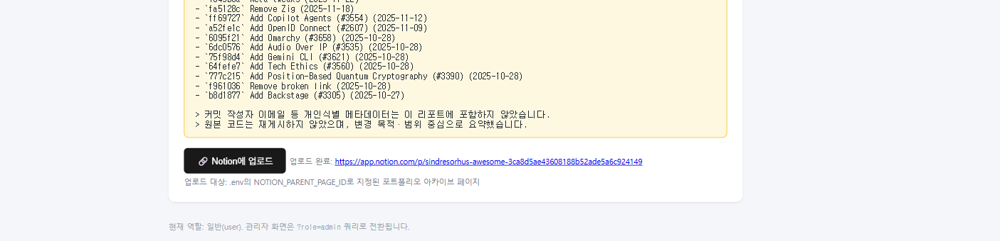 - `fa5128c` Remove Zig (2025-11-18)
- `ff69727` Add Copilot Agents (#3554) (2025-11-12)
- `a52fe1c` Add OpenID Connect (#2607) (2025-11-09)
- `6095f21` Add Omarchy (#3658) (2025-10-28)
- `6dc0576` Add Audio Over IP (#3535) (2025-10-28)
- `75f98d4` Add Gemini CLI (#3621) (2025-10-28)
- `64fefe7` Add Tech Ethics (#3560) (2025-10-28)
- `777c215` Add Position-Based Quantum Cryptography (#3390) (2025-10-28)
- `f961036` Remove broken link (2025-10-28)
- `b8d1877` Add Backstage (#3305) (2025-10-27)
> 커밋 작성자 이메일 등 개인식별 메타데이터는 이 리포트에 포함하지 않았습니다.
> 원본 코드는 재게시하지 않았으며, 변경 목적·범위 중심으로 요약했습니다.
🔗 Notion에 업로드 업로드 완료: https://app.notion.com/p/sindresorhus-awesome-3ca8d5ae43608188b52ade5a6c924149
업로드 대상: .env의 NOTION_PARENT_PAGE_ID로 지정된 포트폴리오 아카이브 페이지
현재 역할: 일반(user). 관리자 화면은 ?role=admin 쿼리로 전환됩니다.